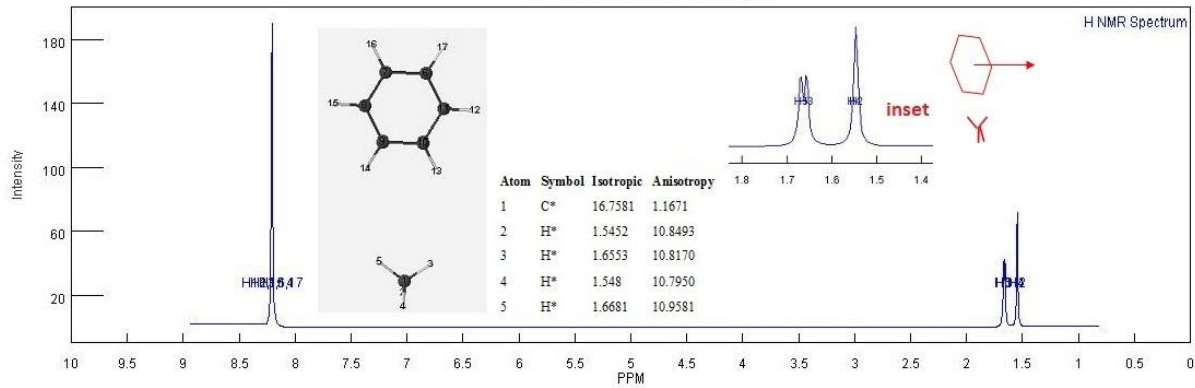 H NMR Spectrum
Intensity
180
140
100
60
20
16
17
15
12
14
13
5
3
4
inset
1.8 1.7 1.6 1.5 1.4
Atom Symbol Isotropic Anisotropy
1 C* 16.7581 1.1671
2 H* 1.5452 10.8493
3 H* 1.6553 10.8170
4 H* 1.548 10.7950
5 H* 1.6681 10.9581
10 9.5 9 8.5 8 7.5 7 6.5 6 5.5 5 4.5 4 3.5 3 2.5 2 1.5 1 0.5 0
PPM